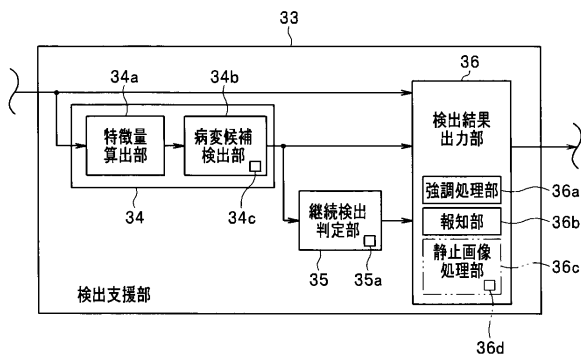 33
34a
34b
36
特徴量
算出部
病変候補
検出部
34
34c
検出結果
出力部
継続検出
判定部
35
35a
強調処理部
36a
報知部
36b
静止画像
処理部
36c
36d
検出支援部